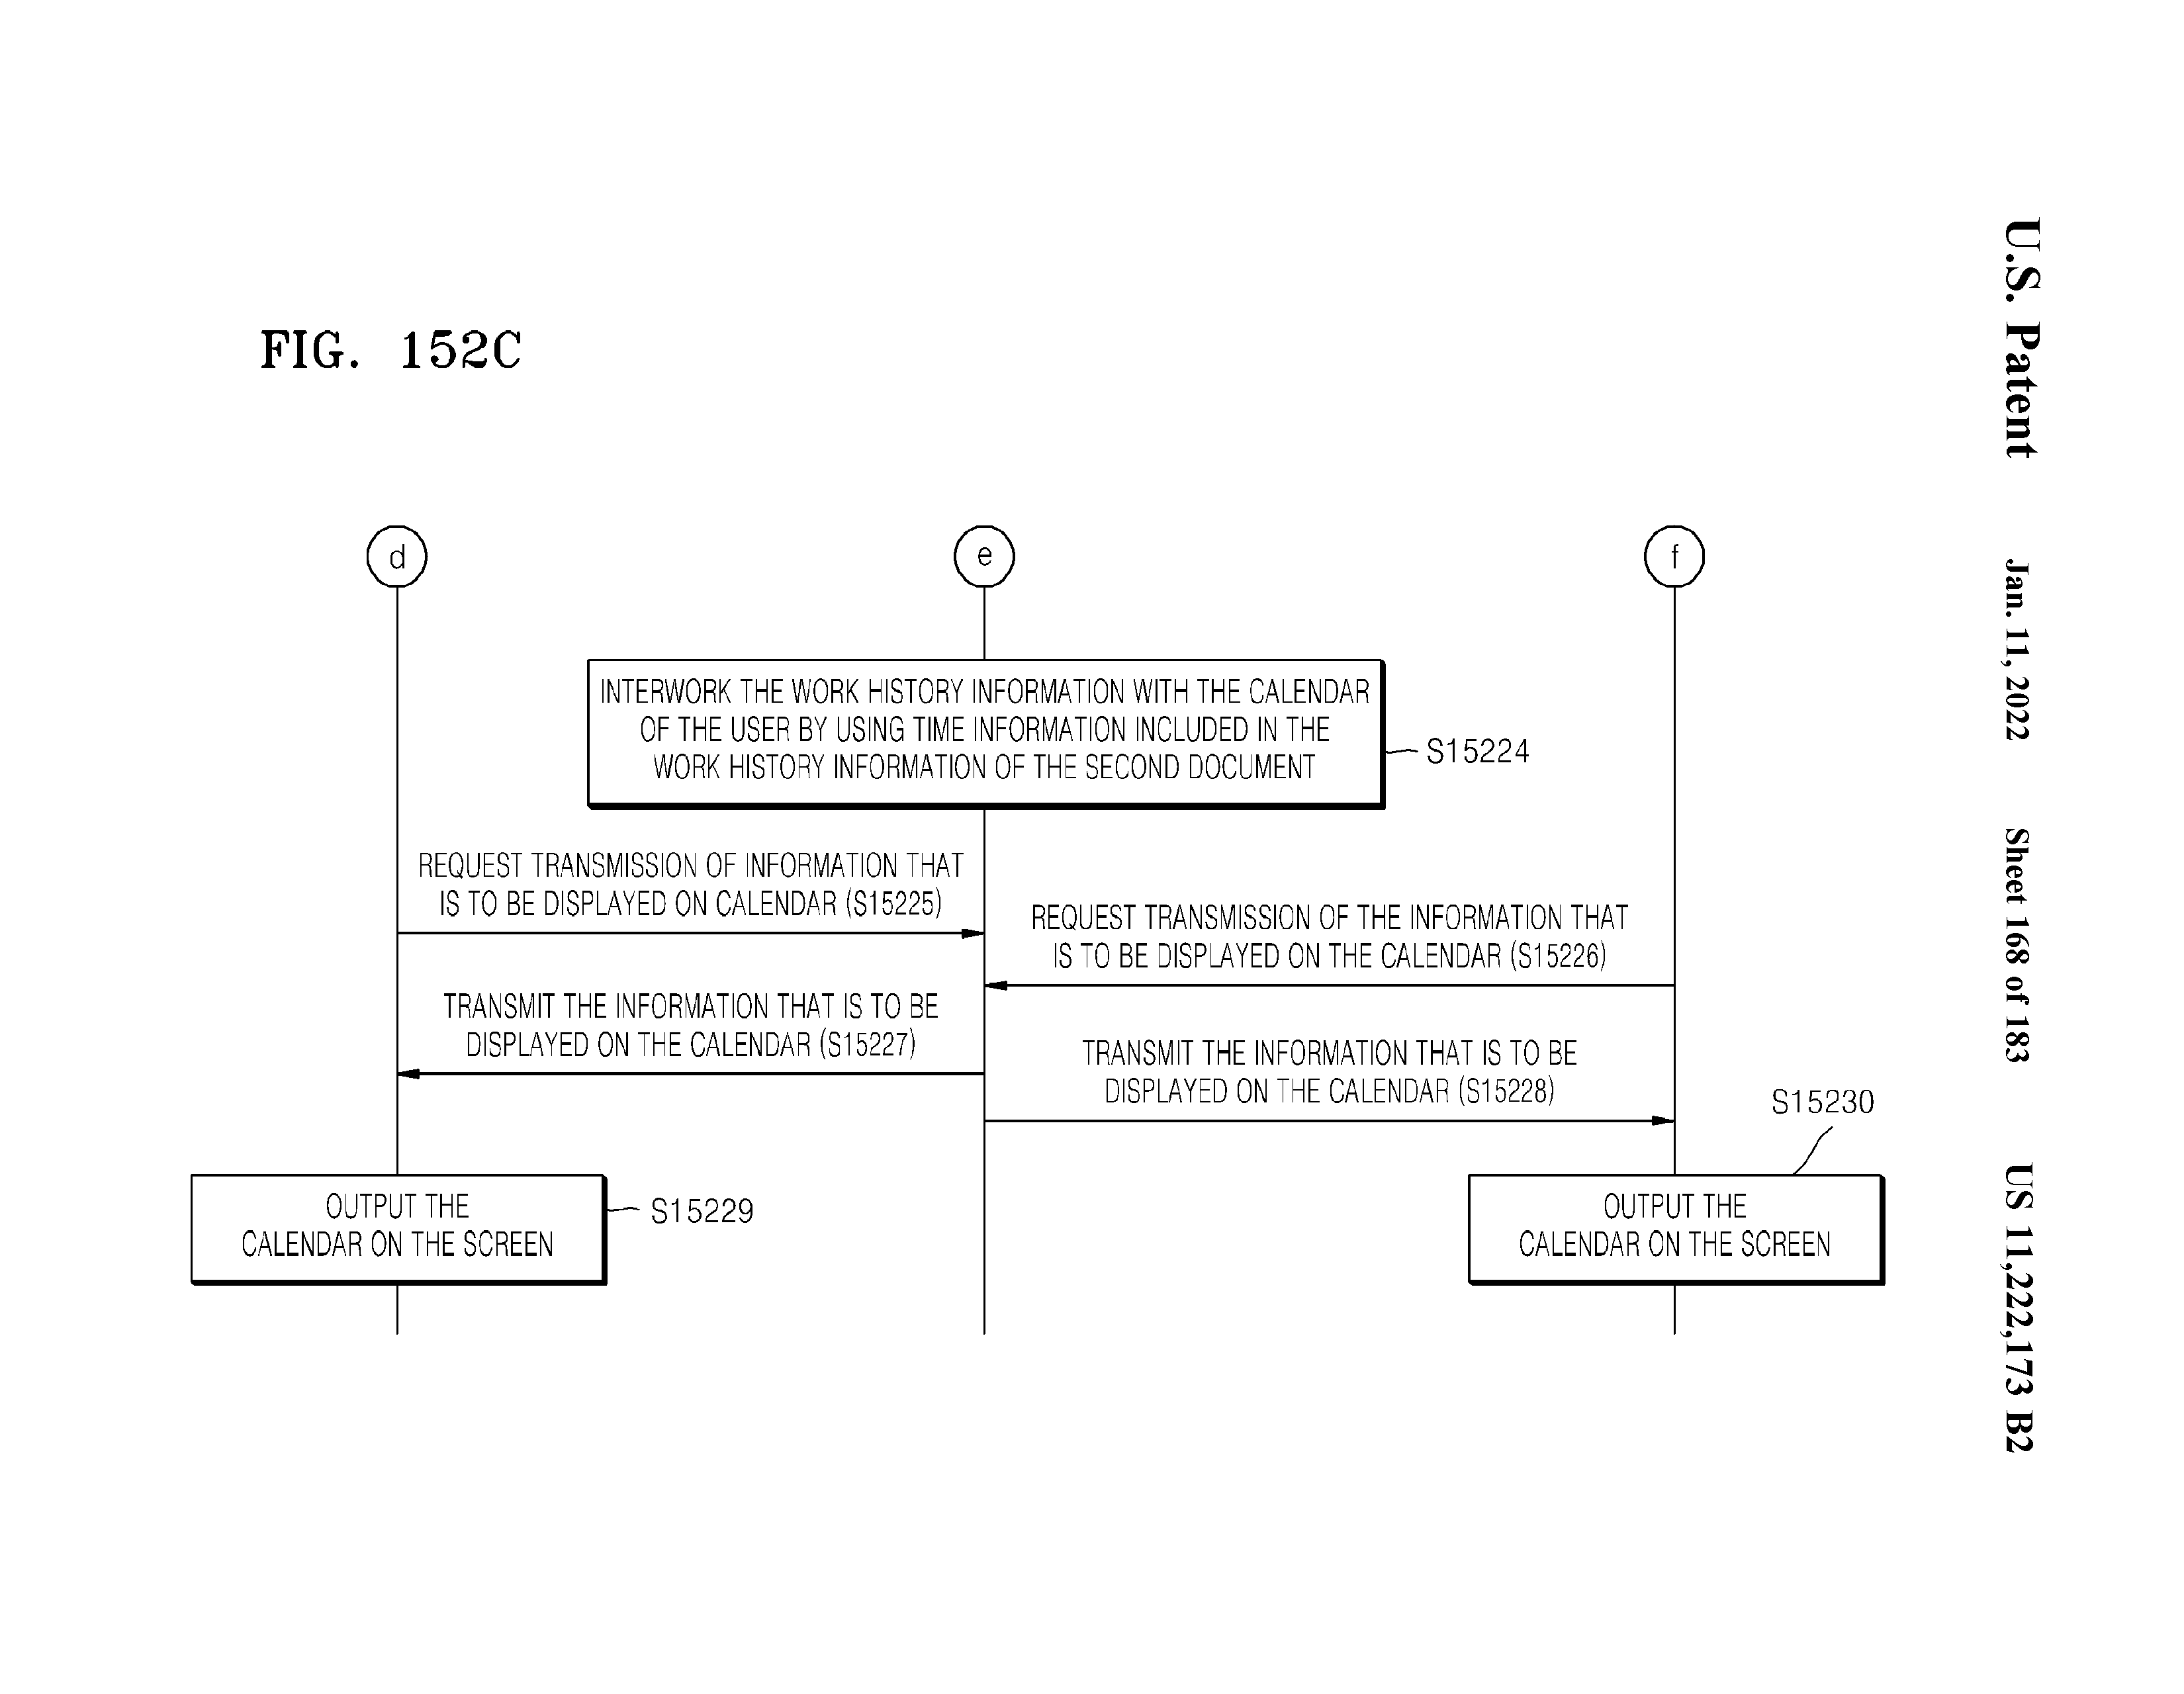 U.S. Patent
Jan. 11, 2022
Sheet 168 of 183
US 11,222,173 B2
FIG. 152C
d
e
f
INTERWORK THE WORK HISTORY INFORMATION WITH THE CALENDAR
OF THE USER BY USING TIME INFORMATION INCLUDED IN THE
WORK HISTORY INFORMATION OF THE SECOND DOCUMENT
S15224
REQUEST TRANSMISSION OF INFORMATION THAT
IS TO BE DISPLAYED ON CALENDAR (S15225)
REQUEST TRANSMISSION OF THE INFORMATION THAT
IS TO BE DISPLAYED ON THE CALENDAR (S15226)
TRANSMIT THE INFORMATION THAT IS TO BE
DISPLAYED ON THE CALENDAR (S15227)
TRANSMIT THE INFORMATION THAT IS TO BE
DISPLAYED ON THE CALENDAR (S15228)
OUTPUT THE
CALENDAR ON THE SCREEN
S15229
S15230
OUTPUT THE
CALENDAR ON THE SCREEN